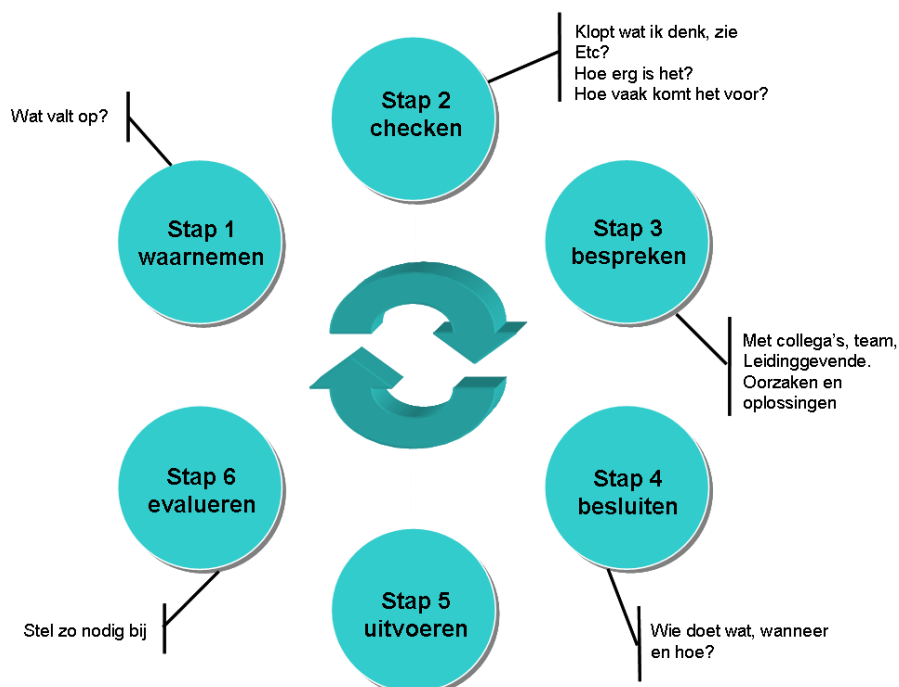 Wat valt op?
Stap 1
waarnemen
Stap 2
checken
Klopt wat ik denk, zie
Etc?
Hoe erg is het?
Hoe vaak komt het voor?
Stap 3
bespreken
Met collega's, team,
Leidinggevende.
Oorzaken en
oplossingen
Stap 4
besluiten
Wie doet wat, wanneer
en hoe?
Stap 5
uitvoeren
Stap 6
evalueren
Stel zo nodig bij